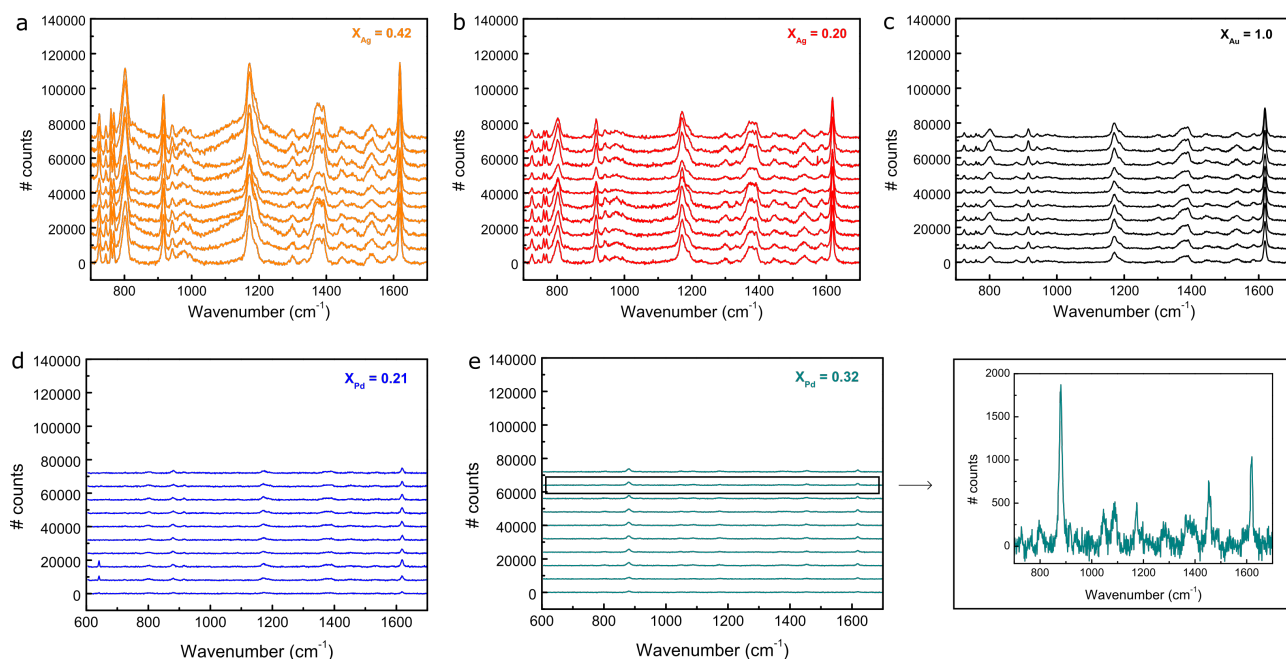 a
X_Ag = 0.42
140000
120000
100000
80000
60000
40000
20000
0
# counts
800 1000 1200 1400 1600
Wavenumber (cm⁻¹)
b
X_Ag = 0.20
140000
120000
100000
80000
60000
40000
20000
0
# counts
800 1000 1200 1400 1600
Wavenumber (cm⁻¹)
c
X_Au = 1.0
140000
120000
100000
80000
60000
40000
20000
0
# counts
800 1000 1200 1400 1600
Wavenumber (cm⁻¹)
d
X_Pd = 0.21
140000
120000
100000
80000
60000
40000
20000
0
# counts
600 800 1000 1200 1400 1600
Wavenumber (cm⁻¹)
e
X_Pd = 0.32
140000
120000
100000
80000
60000
40000
20000
0
# counts
600 800 1000 1200 1400 1600
Wavenumber (cm⁻¹)
2000
1500
1000
500
0
# counts
800 1000 1200 1400 1600
Wavenumber (cm⁻¹)